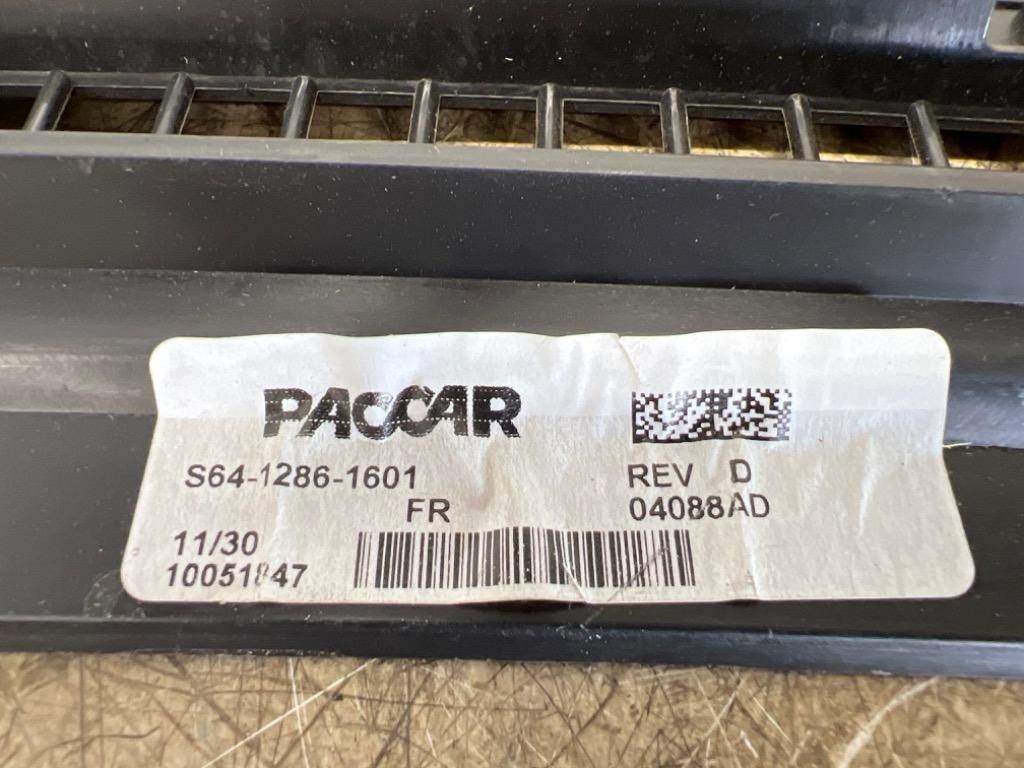 PACCAR
S64-1286-1601
REV D
FR
04088AD
11/30
10051847